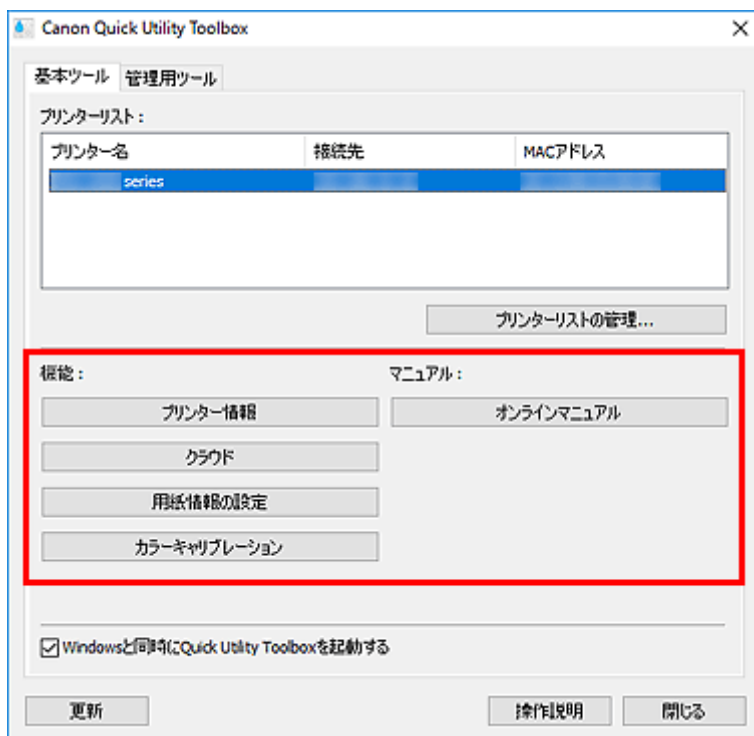 Canon Quick Utility Toolbox
基本ツール 管理用ツール
プリンターリスト：
プリンター名 接続先 MACアドレス
series
プリンターリストの管理...
機能： マニュアル：
プリンター情報 オンラインマニュアル
クラウド
用紙情報の設定
カラーキャリブレーション
Windowsと同時にQuick Utility Toolboxを起動する
更新 操作説明 閉じる